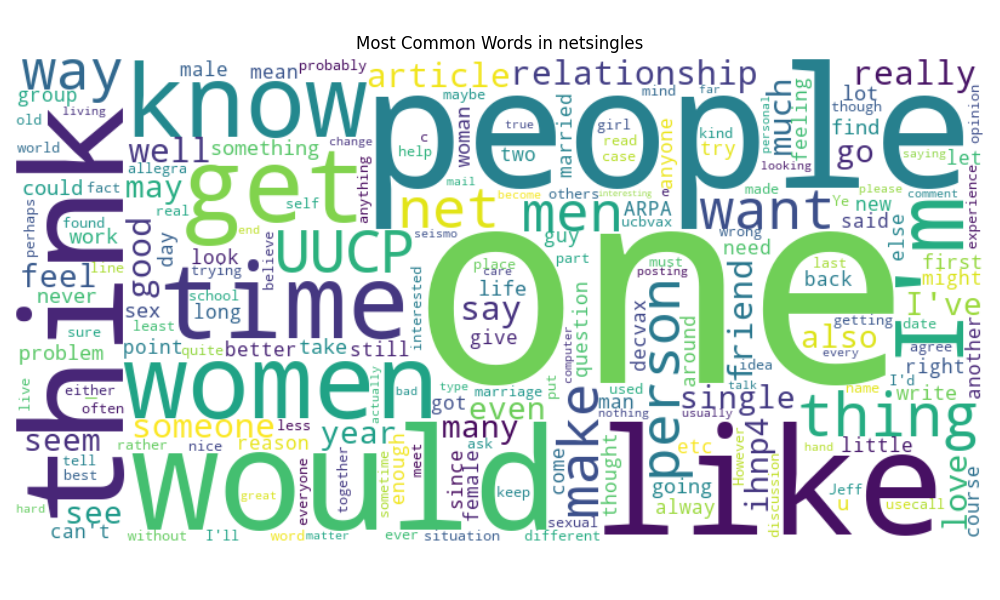 Most Common Words in netsingles
way
male
mean
probably
article
relationship
really
know
people
group
living
old
world
maybe
mind
far
much
personal
lot
though
opinion
feeling
find
c
help
true
woman
two
married
girl
read
case
anyone
kind
try
looking
go
saying
let
well
something
change
allegra
may
get
anything
could
fact
real
self
mail
become
others
interesting
e
made
please
comment
experience
think
perhaps
found
work
day
good
end
net
men
ARPA
ucbvax
want
Ye
new
said
I'm
line
look
believe
UUCP
seismo
guy
wrong
need
else
first
might
feel
never
trying
time
school
long
sex
interested
place
care
life
part
one
must
posting
last
back
I've
say
give
question
decvax
person
friend
around
getting
date
also
another
sure
least
point
quite
better
take
still
problem
idea
every
agree
right
live
either
often
women
actually
bad
type
marriage
put
computer
got
man
used
nothing
talk
single
usually
name
I'd
write
thing
someone
less
year
even
many
make
seem
rather
nice
reason
ask
thought
etc
ihnp4
However
hand
little
love
tell
best
would
everyone
together
sometime
enough
meet
since
female
keep
come
like
going
alway
discussion
Jeff
u
usecall
course
hard
see
great
sexual
can't
without
I'll
word
matter
ever
situation
different